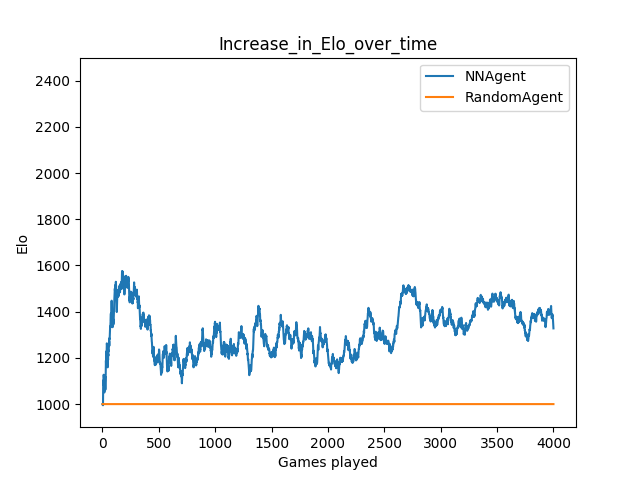 Increase_in_Elo_over_time
NNAgent
RandomAgent
2400
2200
2000
1800
1600
1400
1200
1000
Elo
0 500 1000 1500 2000 2500 3000 3500 4000
Games played